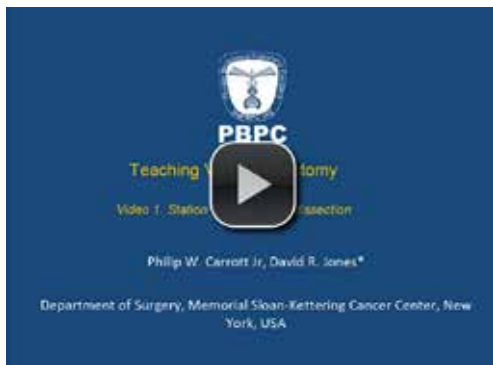 PBPC
Teaching V tomy
Video 1. Station issection
Philip W. Carrott Jr, David R. Jones*
Department of Surgery, Memorial Sloan-Kettering Cancer Center, New
York, USA